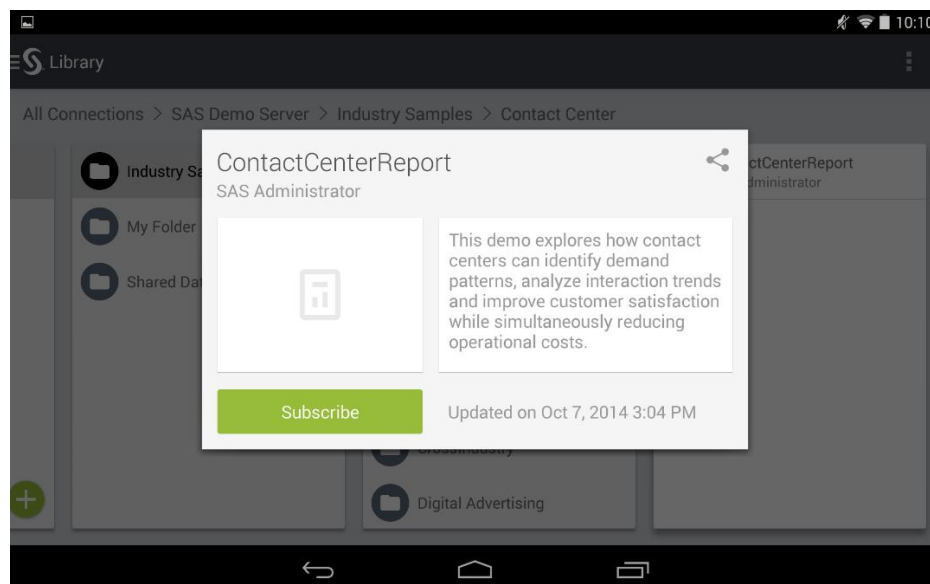 10:10
Library
All Connections > SAS Demo Server > Industry Samples > Contact Center
Industry Sa
My Folder
Shared Dat
ContactCenterReport
SAS Administrator
This demo explores how contact
centers can identify demand
patterns, analyze interaction trends
and improve customer satisfaction
while simultaneously reducing
operational costs.
Subscribe
Updated on Oct 7, 2014 3:04 PM
ctCenterReport
dministrator
CrossIndustry
Digital Advertising